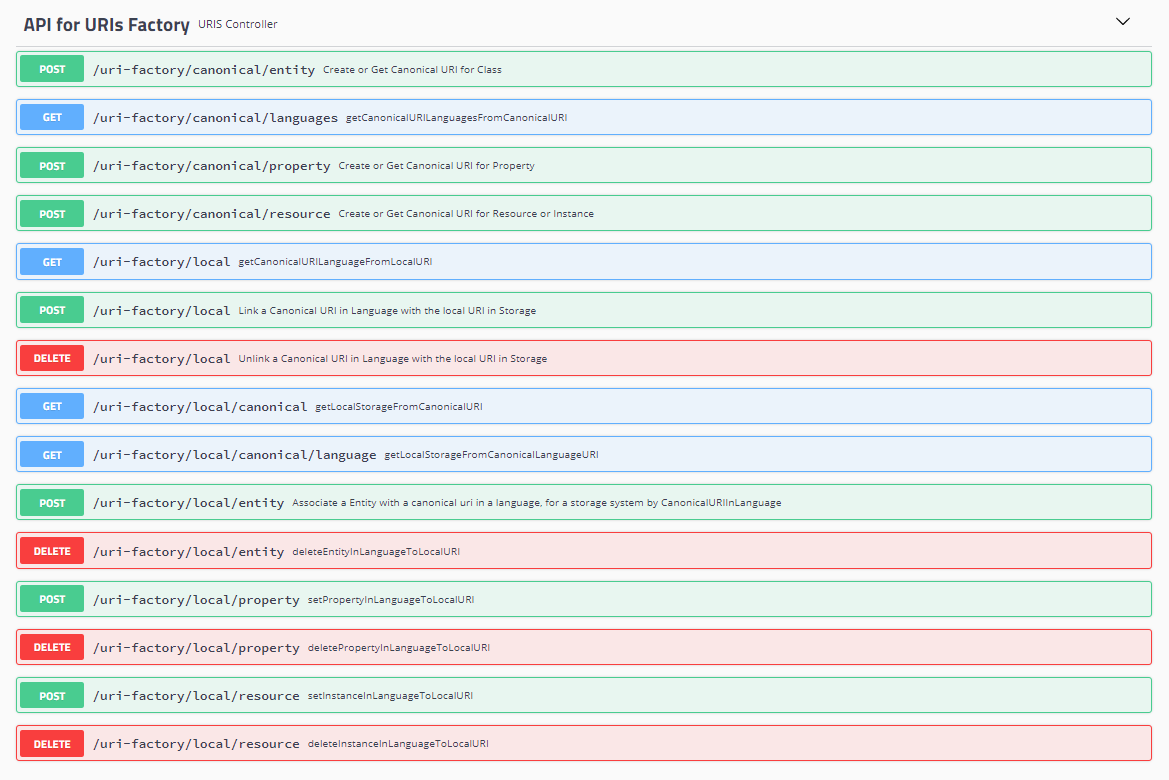 API for URIs Factory URIS Controller
POST /uri-factory/canonical/entity Create or Get Canonical URI for Class
GET /uri-factory/canonical/languages getCanonicalURILanguagesFromCanonicalURI
POST /uri-factory/canonical/property Create or Get Canonical URI for Property
POST /uri-factory/canonical/resource Create or Get Canonical URI for Resource or Instance
GET /uri-factory/local getCanonicalURILanguageFromLocalURI
POST /uri-factory/local Link a Canonical URI in Language with the local URI in Storage
DELETE /uri-factory/local Unlink a Canonical URI in Language with the local URI in Storage
GET /uri-factory/local/canonical getLocalStorageFromCanonicalURI
GET /uri-factory/local/canonical/language getLocalStorageFromCanonicalLanguageURI
POST /uri-factory/local/entity Associate a Entity with a canonical uri in a language, for a storage system by CanonicalURIInLanguage
DELETE /uri-factory/local/entity deleteEntityInLanguageToLocalURI
POST /uri-factory/local/property setPropertyInLanguageToLocalURI
DELETE /uri-factory/local/property deletePropertyInLanguageToLocalURI
POST /uri-factory/local/resource setInstanceInLanguageToLocalURI
DELETE /uri-factory/local/resource deleteInstanceInLanguageToLocalURI